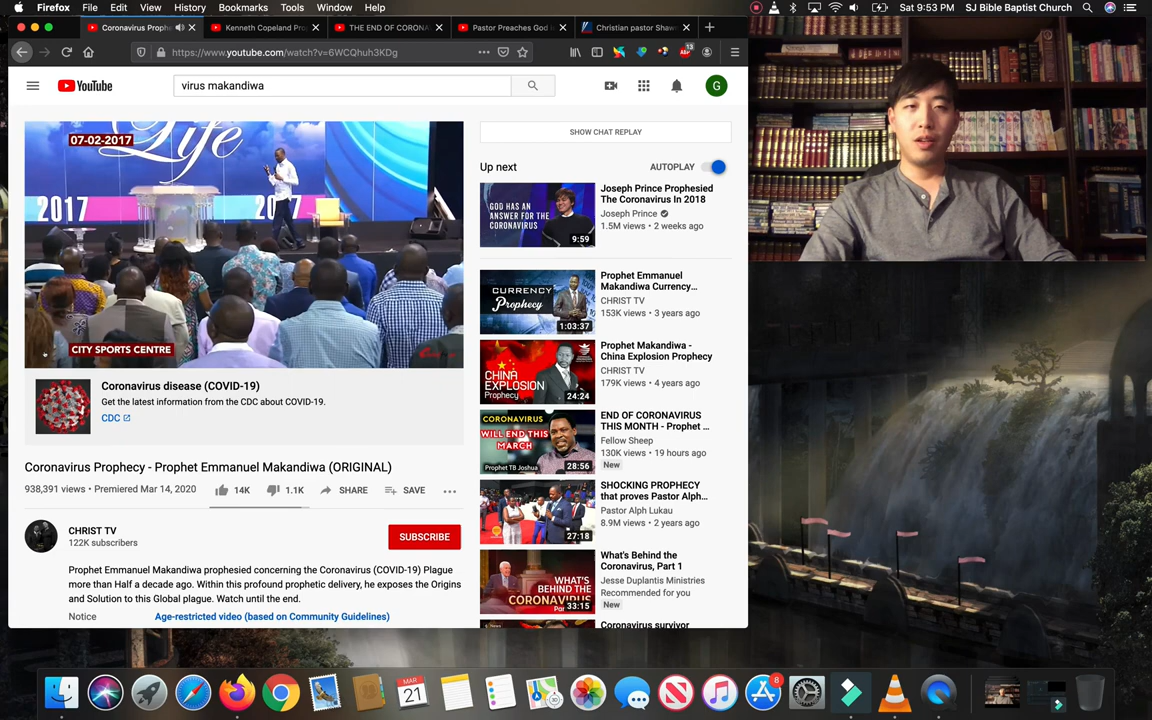 Firefox File Edit View History Bookmarks Tools Window Help
Sat 9:53 PM SJ Bible Baptist Church
Coronavirus Prophe
Kenneth Copeland Pro
THE END OF CORONA
Pastor Preaches God i
Christian pastor Shaw
https://www.youtube.com/watch?v=6WCQhuh3KDg
13
YouTube
virus makandiwa
G
Life
07-02-2017
2017
CITY SPORTS CENTRE
SHOW CHAT REPLAY
Up next
AUTOPLAY
GOD HAS
AN ANSWER FOR THE
CORONAVIRUS
9:59
Joseph Prince Prophesied
The Coronavirus In 2018
Joseph Prince
1.5M views • 2 weeks ago
CURRENCY
Prophecy
1:03:37
Prophet Emmanuel
Makandiwa Currency...
CHRIST TV
153K views • 3 years ago
CHINA
EXPLOSION
Prophecy
24:24
Prophet Makandiwa -
China Explosion Prophecy
CHRIST TV
179K views • 4 years ago
CORONAVIRUS
WILL END THIS
MARCH
Prophet TB Joshua
28:56
END OF CORONAVIRUS
THIS MONTH - Prophet ...
Fellow Sheep
130K views • 19 hours ago
New
27:18
SHOCKING PROPHECY
that proves Pastor Alph...
Pastor Alph Lukau
8.9M views • 2 years ago
WHAT'S
BEHIND THE
CORONAVIRUS
33:15
What's Behind the
Coronavirus, Part 1
Jesse Duplantis Ministries
Recommended for you
New
Coronavirus survivor
Coronavirus disease (COVID-19)
Get the latest information from the CDC about COVID-19.
CDC
Coronavirus Prophecy - Prophet Emmanuel Makandiwa (ORIGINAL)
938,391 views • Premiered Mar 14, 2020
14K
1.1K
SHARE
SAVE
CHRIST TV
122K subscribers
SUBSCRIBE
Prophet Emmanuel Makandiwa prophesied concerning the Coronavirus (COVID-19) Plague
more than Half a decade ago. Within this profound prophetic delivery, he exposes the Origins
and Solution to this Global plague. Watch until the end.
Notice
Age-restricted video (based on Community Guidelines)
MAR
21
8